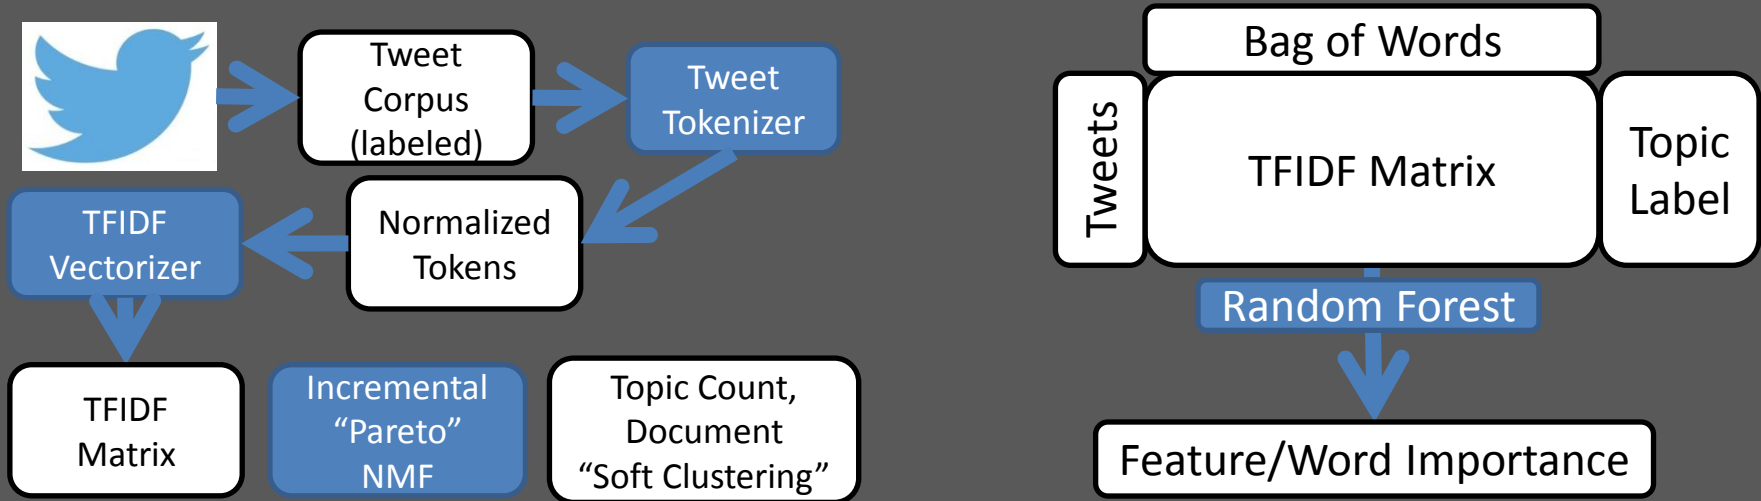 Tweet
Corpus
(labeled)
Tweet
Tokenizer
TFIDF
Vectorizer
Normalized
Tokens
TFIDF
Matrix
Incremental
“Pareto”
NMF
Topic Count,
Document
“Soft Clustering”
Bag of Words
Tweets
TFIDF Matrix
Topic
Label
Random Forest
Feature/Word Importance